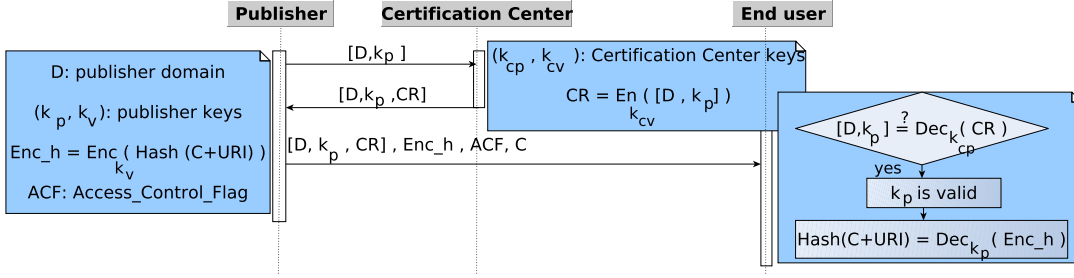 Publisher
Certification Center
End user
D: publisher domain
(k p , k v ): publisher keys
Enc_h = Enc k v ( Hash (C+URI) )
ACF: Access_Control_Flag
[D,k p ]
[D,k p ,CR]
[D, k p , CR] , Enc_h , ACF, C
(k cp , k cv ): Certification Center keys
CR = En k cv ( [D , k p ] )
[D,k p ] ? = Dec k cp ( CR )
yes
k p is valid
Hash(C+URI) = Dec k p ( Enc_h )